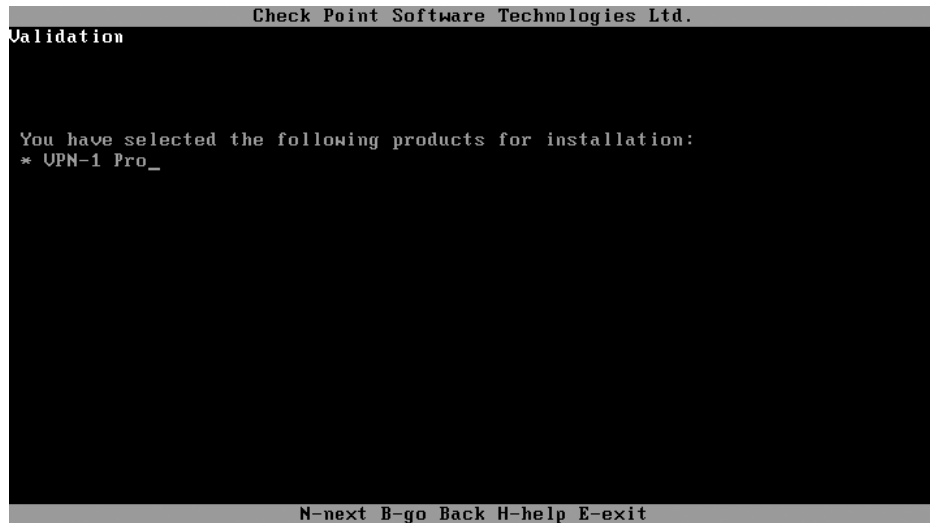 Check Point Software Technologies Ltd.
Validation
You have selected the following products for installation:
* VPN-1 Pro_
N-next B-go Back H-help E-exit